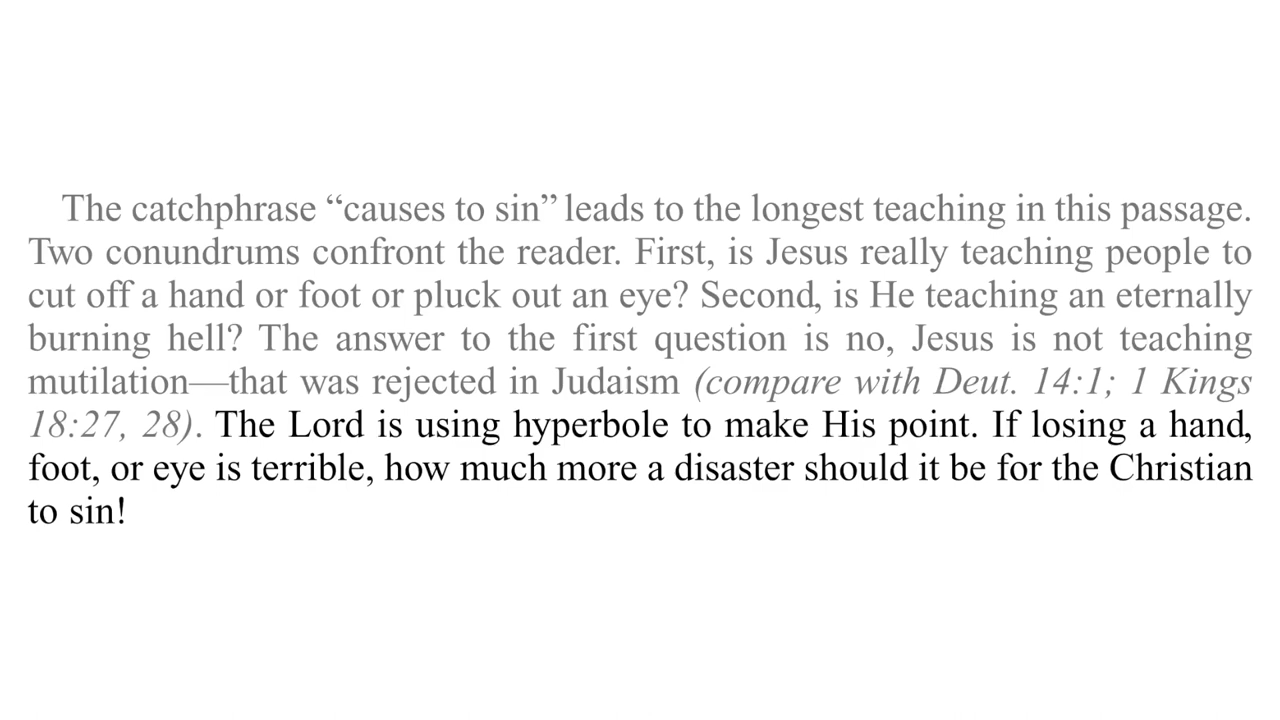 The catchphrase “causes to sin” leads to the longest teaching in this passage.
Two conundrums confront the reader. First, is Jesus really teaching people to
cut off a hand or foot or pluck out an eye? Second, is He teaching an eternally
burning hell? The answer to the first question is no, Jesus is not teaching
mutilation—that was rejected in Judaism (compare with Deut. 14:1; 1 Kings
18:27, 28). The Lord is using hyperbole to make His point. If losing a hand,
foot, or eye is terrible, how much more a disaster should it be for the Christian
to sin!